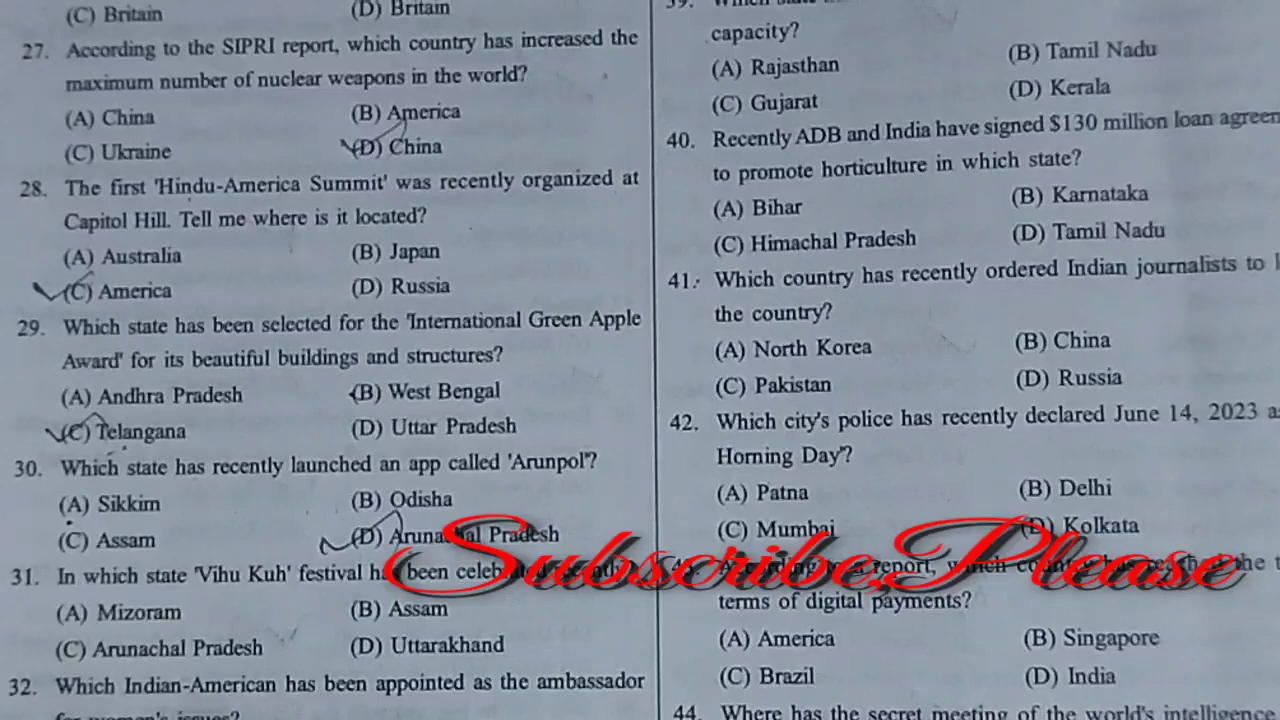 (C) Britain (D) Britain
27. According to the SIPRI report, which country has increased the
maximum number of nuclear weapons in the world?
(A) China (B) America
(C) Ukraine (D) China
28. The first 'Hindu-America Summit' was recently organized at
Capitol Hill. Tell me where is it located?
(A) Australia (B) Japan
(C) America (D) Russia
29. Which state has been selected for the 'International Green Apple
Award' for its beautiful buildings and structures?
(A) Andhra Pradesh (B) West Bengal
(C) Telangana (D) Uttar Pradesh
30. Which state has recently launched an app called 'Arunpol'?
(A) Sikkim (B) Odisha
(C) Assam (D) Arunachal Pradesh
31. In which state 'Vihu Kuh' festival has been
(A) Mizoram (B) Assam
(C) Arunachal Pradesh (D) Uttarakhand
32. Which Indian-American has been appointed as the ambassador
for women's issues?
39. Which state
capacity?
(A) Rajasthan (B) Tamil Nadu
(C) Gujarat (D) Kerala
40. Recently ADB and India have signed $130 million loan agreen
to promote horticulture in which state?
(A) Bihar (B) Karnataka
(C) Himachal Pradesh (D) Tamil Nadu
41. Which country has recently ordered Indian journalists to l
the country?
(A) North Korea (B) China
(C) Pakistan (D) Russia
42. Which city's police has recently declared June 14, 2023 a
Horning Day'?
(A) Patna (B) Delhi
(C) Mumbai (D) Kolkata
report, the
terms of digital payments?
(A) America (B) Singapore
(C) Brazil (D) India
44. Where has the secret meeting of the world's intelligence
Subscribe,Please